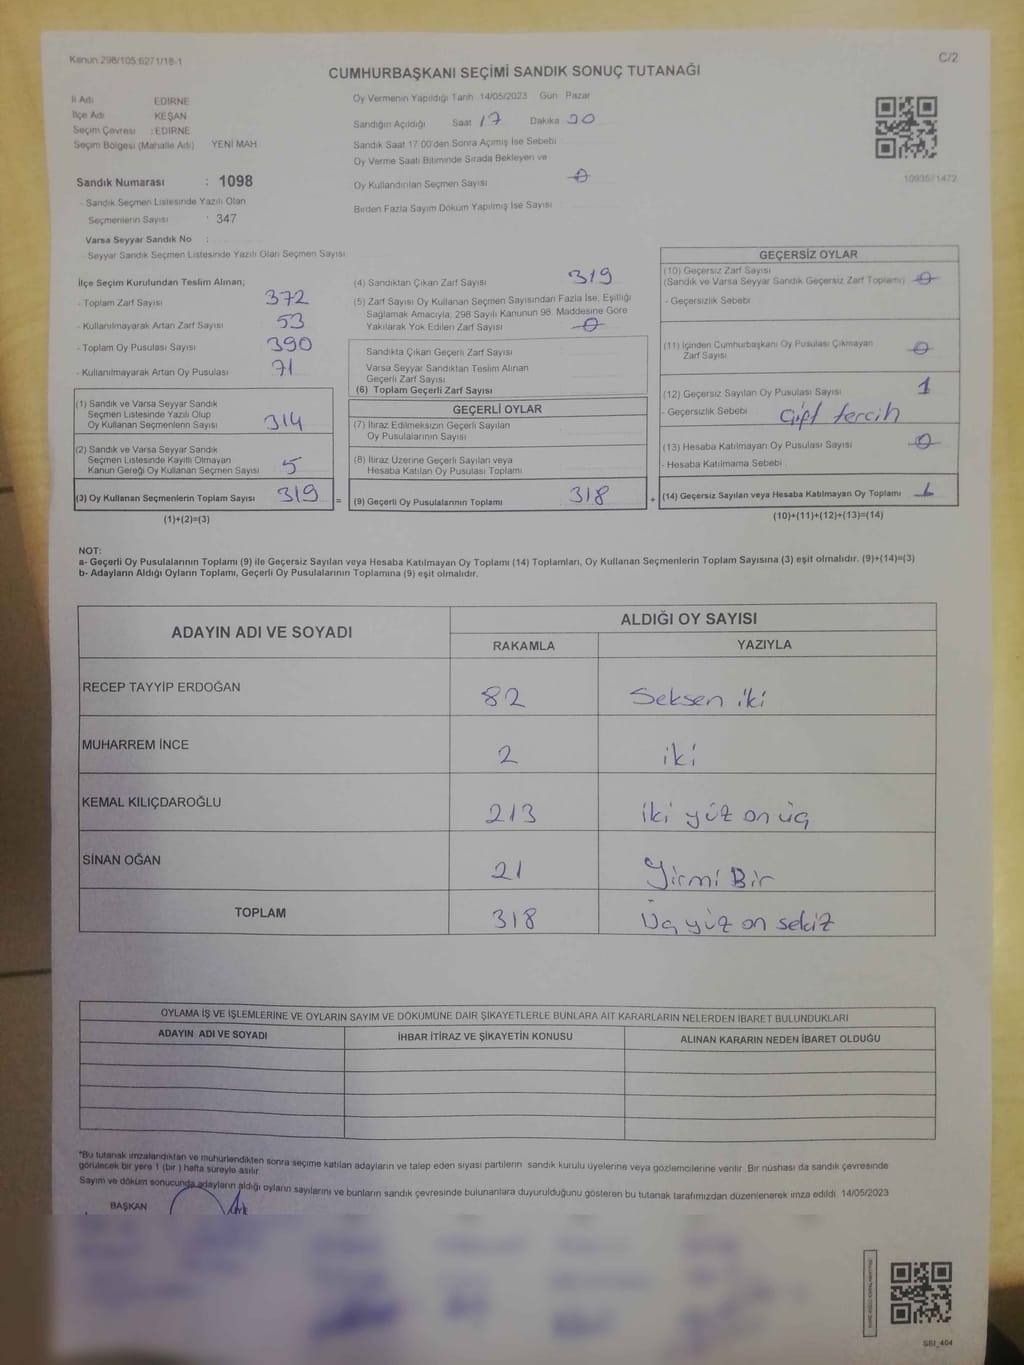 Kanun:298/105;6271/18-1
C/2
CUMHURBAŞKANI SEÇİMİ SANDIK SONUÇ TUTANAĞI
İl Adı EDİRNE
İlçe Adı KEŞAN
Seçim Çevresi :EDİRNE
Seçim Bölgesi (Mahalle Adı) YENİ MAH.
Sandık Numarası : 1098
- Sandık Seçmen Listesinde Yazılı Olan
Seçmenlerin Sayısı : 347
Varsa Seyyar Sandık No :
- Seyyar Sandık Seçmen Listesinde Yazılı Olan Seçmen Sayısı
Oy Vermenin Yapıldığı Tarih :14/05/2023 Gün: Pazar
Sandığın Açıldığı Saat 17 Dakika 30
Sandık Saat 17:00'den Sonra Açılmış İse Sebebi
Oy Verme Saati Bitiminde Sırada Bekleyen ve
Oy Kullandırılan Seçmen Sayısı 0
Birden Fazla Sayım Döküm Yapılmış İse Sayısı
1093571472
İlçe Seçim Kurulundan Teslim Alınan;
- Toplam Zarf Sayısı 372
- Kullanılmayarak Artan Zarf Sayısı 53
- Toplam Oy Pusulası Sayısı 390
- Kullanılmayarak Artan Oy Pusulası 71
(1) Sandık ve Varsa Seyyar Sandık
Seçmen Listesinde Yazılı Olup
Oy Kullanan Seçmenlerin Sayısı 314
(2) Sandık ve Varsa Seyyar Sandık
Seçmen Listesinde Kayıtlı Olmayan
Kanun Gereği Oy Kullanan Seçmen Sayısı 5
(3) Oy Kullanan Seçmenlerin Toplam Sayısı 319 =
(1)+(2)=(3)
(4) Sandıktan Çıkan Zarf Sayısı 319
(5) Zarf Sayısı Oy Kullanan Seçmen Sayısından Fazla İse, Eşitliği
Sağlamak Amacıyla; 298 Sayılı Kanunun 98. Maddesine Göre
Yakılarak Yok Edilen Zarf Sayısı 0
Sandıkta Çıkan Geçerli Zarf Sayısı
Varsa Seyyar Sandıktan Teslim Alınan
Geçerli Zarf Sayısı
(6) Toplam Geçerli Zarf Sayısı
GEÇERLİ OYLAR
(7) İtiraz Edilmeksizin Geçerli Sayılan
Oy Pusulalarının Sayısı
(8) İtiraz Üzerine Geçerli Sayılan veya
Hesaba Katılan Oy Pusulası Toplamı
(9) Geçerli Oy Pusulalarının Toplamı 318 +
GEÇERSİZ OYLAR
(10) Geçersiz Zarf Sayısı
(Sandık ve Varsa Seyyar Sandık Geçersiz Zarf Toplamı) 0
- Geçersizlik Sebebi
(11) İçinden Cumhurbaşkanı Oy Pusulası Çıkmayan
Zarf Sayısı 0
(12) Geçersiz Sayılan Oy Pusulası Sayısı 1
- Geçersizlik Sebebi çift tercih
(13) Hesaba Katılmayan Oy Pusulası Sayısı 0
- Hesaba Katılmama Sebebi
(14) Geçersiz Sayılan veya Hesaba Katılmayan Oy Toplamı 1
(10)+(11)+(12)+(13)=(14)
NOT:
a- Geçerli Oy Pusulalarının Toplamı (9) ile Geçersiz Sayılan veya Hesaba Katılmayan Oy Toplamı (14) Toplamları, Oy Kullanan Seçmenlerin Toplam Sayısına (3) eşit olmalıdır. (9)+(14)=(3)
b- Adayların Aldığı Oyların Toplamı, Geçerli Oy Pusulalarının Toplamına (9) eşit olmalıdır.
ADAYIN ADI VE SOYADI ALDIĞI OY SAYISI
RAKAMLA YAZIYLA
RECEP TAYYİP ERDOĞAN 82 Seksen iki
MUHARREM İNCE 2 iki
KEMAL KILIÇDAROĞLU 213 iki yüz on üç
SİNAN OĞAN 21 Yirmi Bir
TOPLAM 318 Üç yüz on sekiz
OYLAMA İŞ VE İŞLEMLERİNE VE OYLARIN SAYIM VE DÖKÜMÜNE DAİR ŞİKAYETLERLE BUNLARA AİT KARARLARIN NELERDEN İBARET BULUNDUKLARI
ADAYIN ADI VE SOYADI İHBAR İTİRAZ VE ŞİKAYETİN KONUSU ALINAN KARARIN NEDEN İBARET OLDUĞU
*Bu tutanak imzalandıktan ve mühürlendikten sonra seçime katılan adayların ve talep eden siyasi partilerin sandık kurulu üyelerine veya gözlemcilerine verilir. Bir nüshası da sandık çevresinde
görülecek bir yere 1 (bir ) hafta süreyle asılır.
Sayım ve döküm sonucunda adayların aldığı oyların sayılarını ve bunların sandık çevresinde bulunanlara duyurulduğunu gösteren bu tutanak tarafımızdan düzenlenerek imza edildi. 14/05/2023
BAŞKAN
SBİ_404